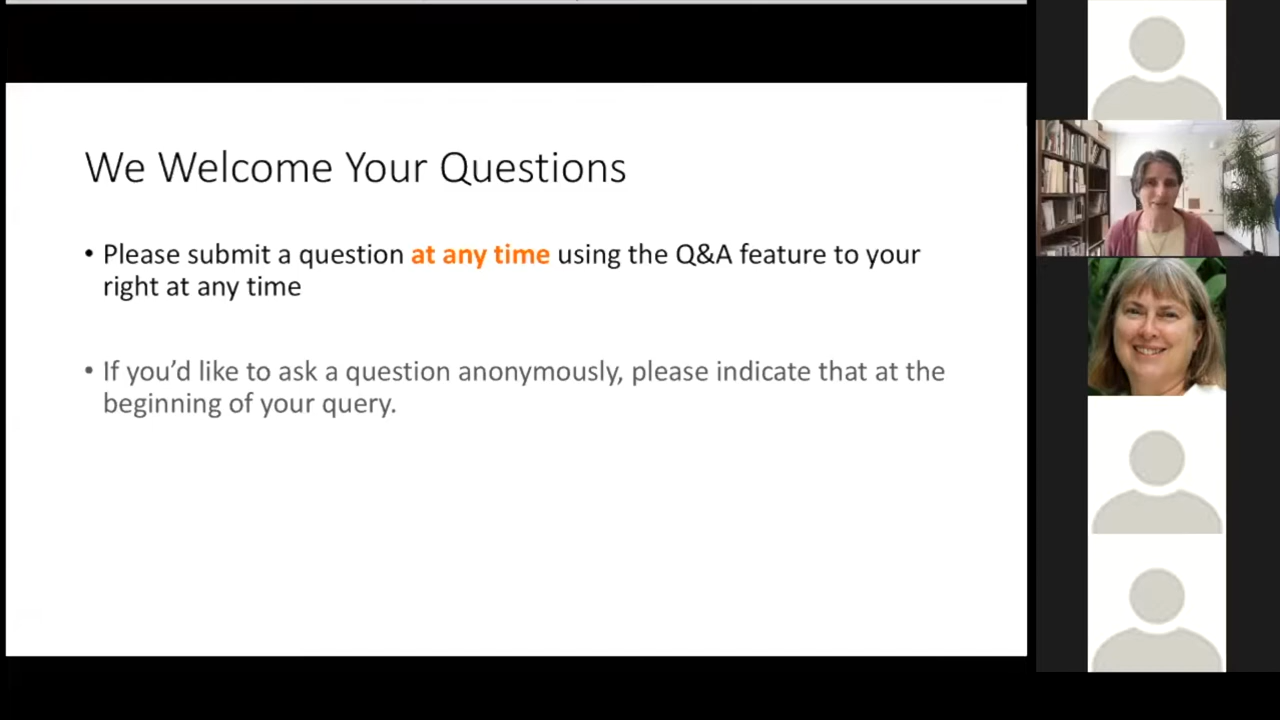 We Welcome Your Questions
• Please submit a question at any time using the Q&A feature to your
right at any time
• If you’d like to ask a question anonymously, please indicate that at the
beginning of your query.